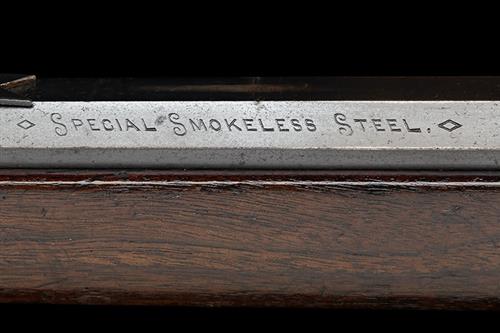 ◇ SPECIAL SMOKELESS STEEL. ◇